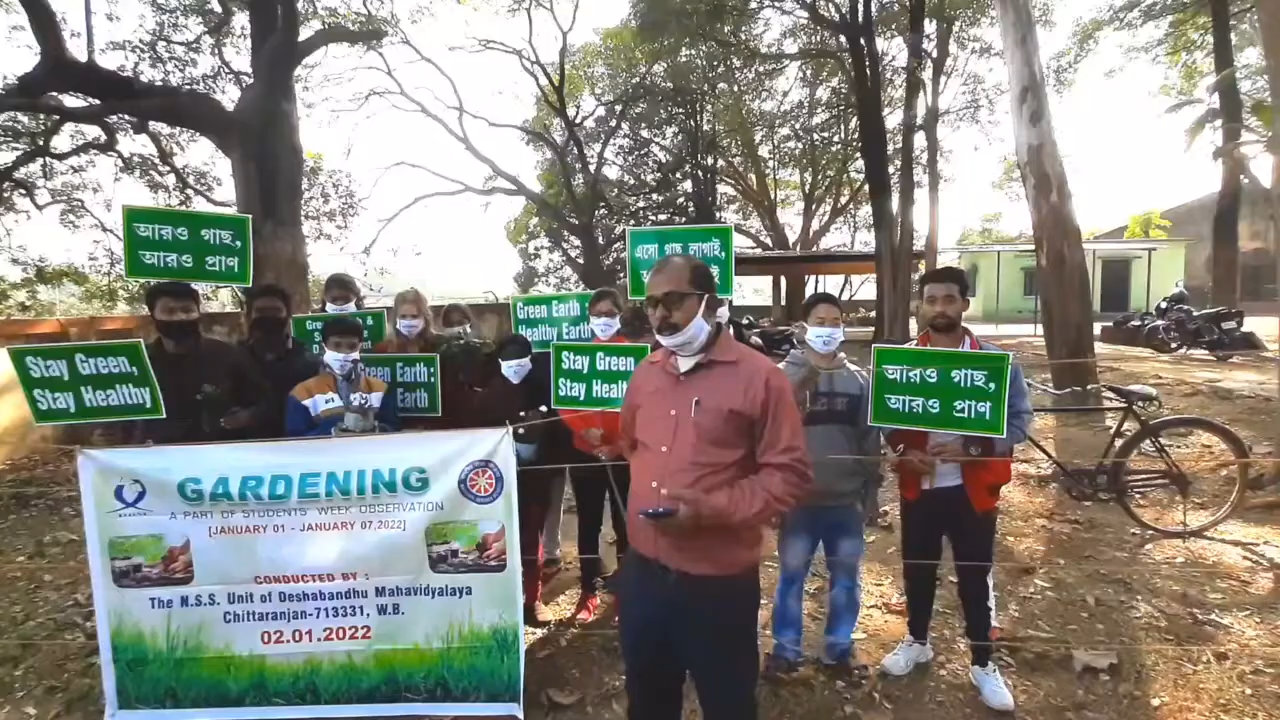 আরও গাছ,
আরও প্রাণ
এসো গাছ লাগাই,
Stay Green,
Stay Healthy
Green Earth :
Healthy Earth
Green Earth :
Earth
Stay Green
Stay Healt
আরও গাছ,
আরও প্রাণ
GARDENING
A PART OF STUDENTS' WEEK OBSERVATION
[JANUARY 01 - JANUARY 07,2022]
CONDUCTED BY :
The N.S.S. Unit of Deshabandhu Mahavidyalaya
Chittaranjan-713331, W.B.
02.01.2022